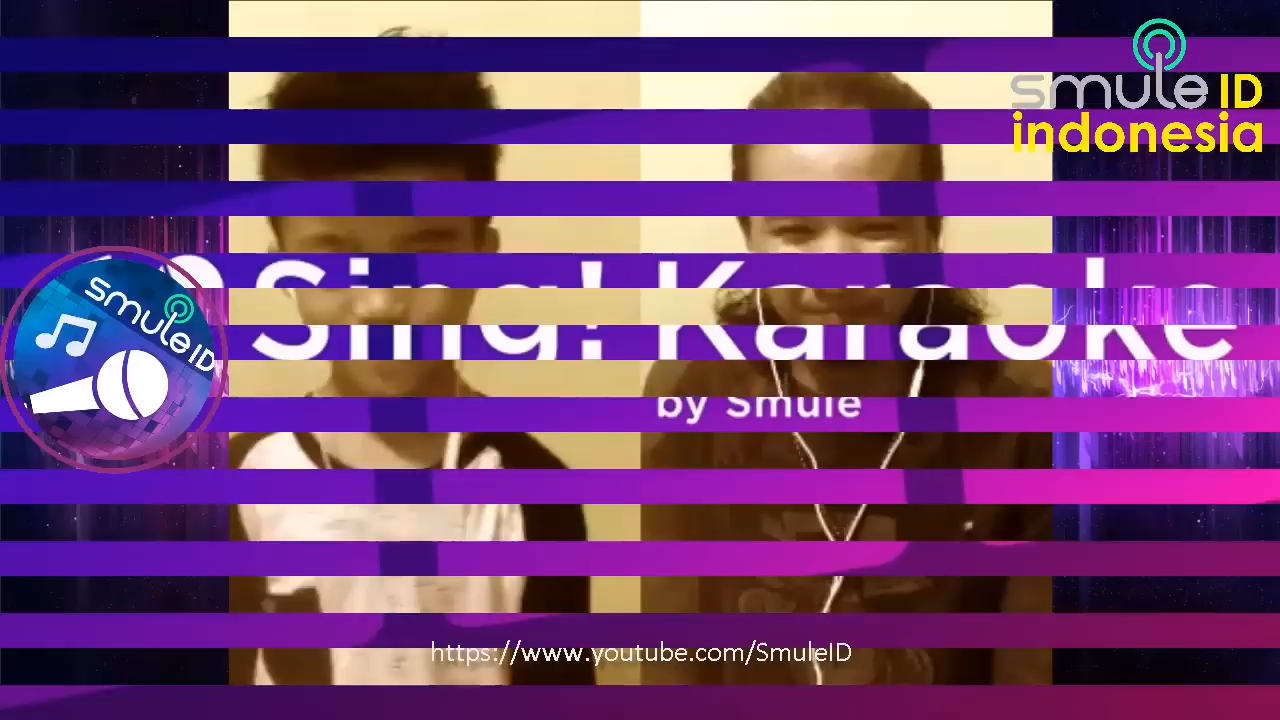 smule ID
indonesia
smule ID
Sing! Karaoke
by Smule
https://www.youtube.com/SmuleID